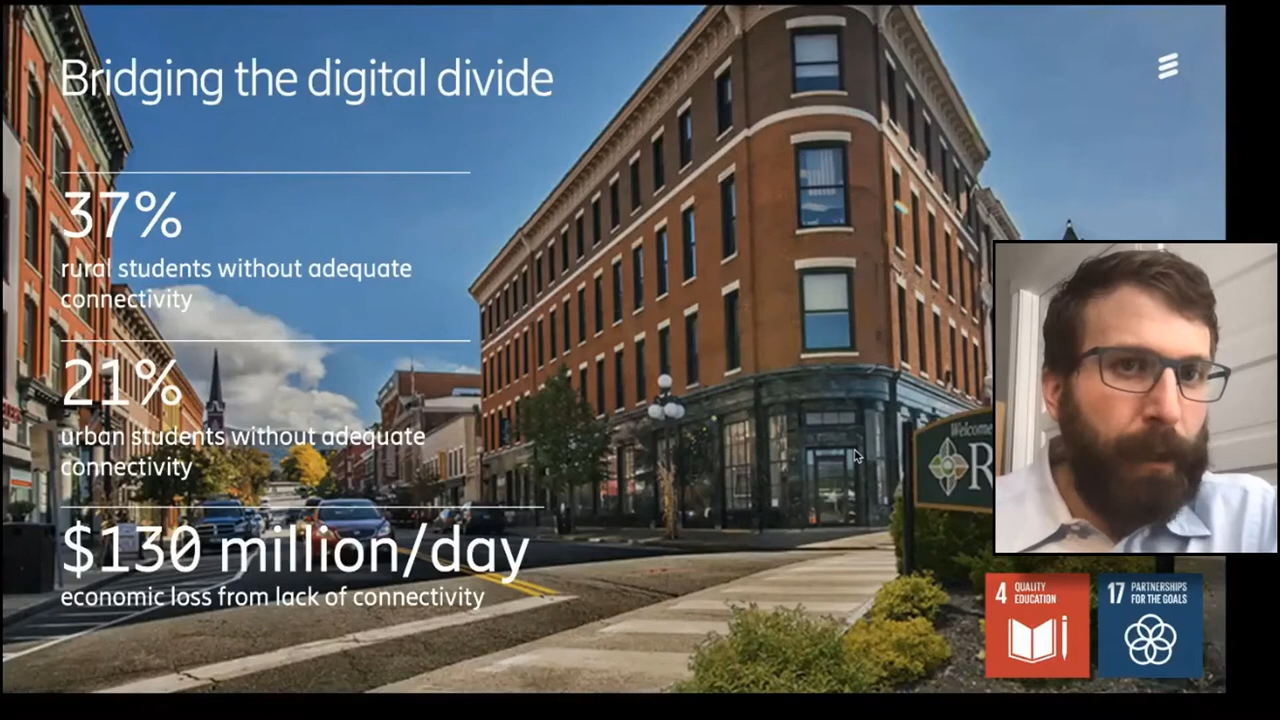 Bridging the digital divide
37%
rural students without adequate
connectivity
21%
urban students without adequate
connectivity
$130 million/day
economic loss from lack of connectivity
Welcome
R
4 QUALITY
EDUCATION
17 PARTNERSHIPS
FOR THE GOALS